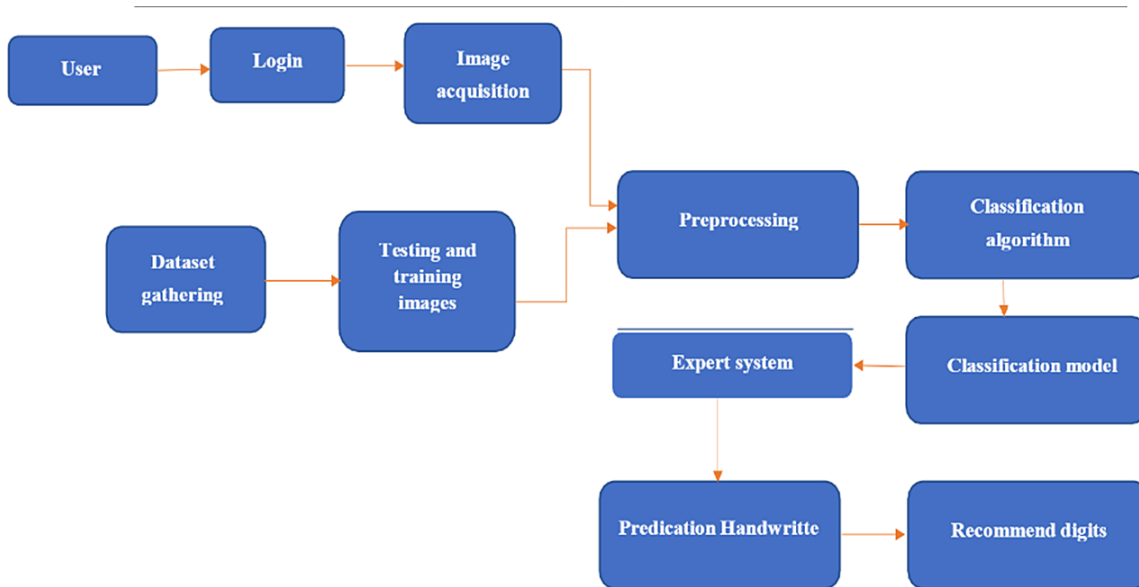 User
Login
Image
acquisition
Dataset
gathering
Testing and
training
images
Preprocessing
Classification
algorithm
Classification model
Expert system
Predication Handwritte
Recommend digits